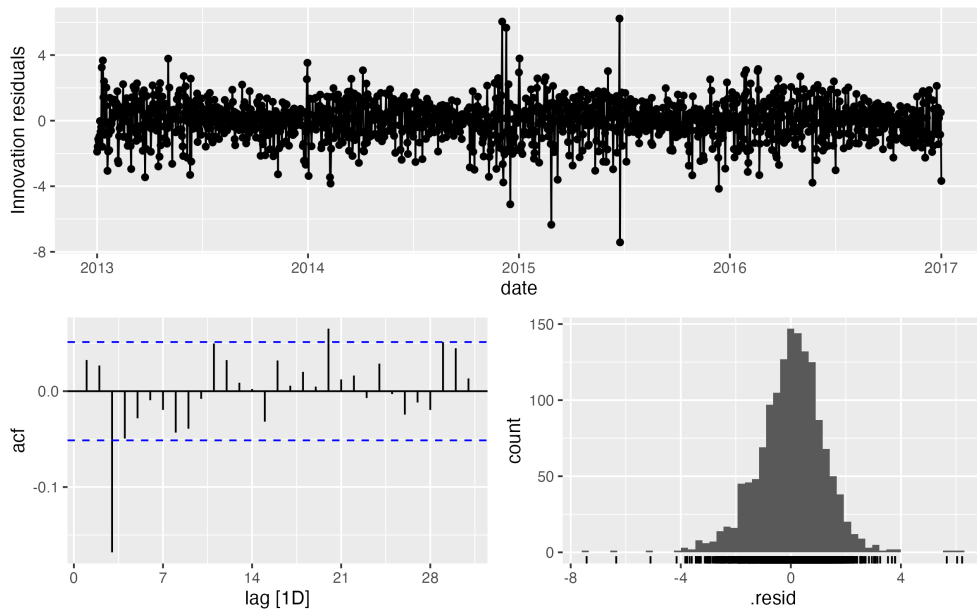 Innovation residuals
4
0
-4
-8
2013 2014 2015 2016 2017
date
acf
0.0
-0.1
0 7 14 21 28
lag [1D]
count
150
100
50
0
-8 -4 0 4
.resid